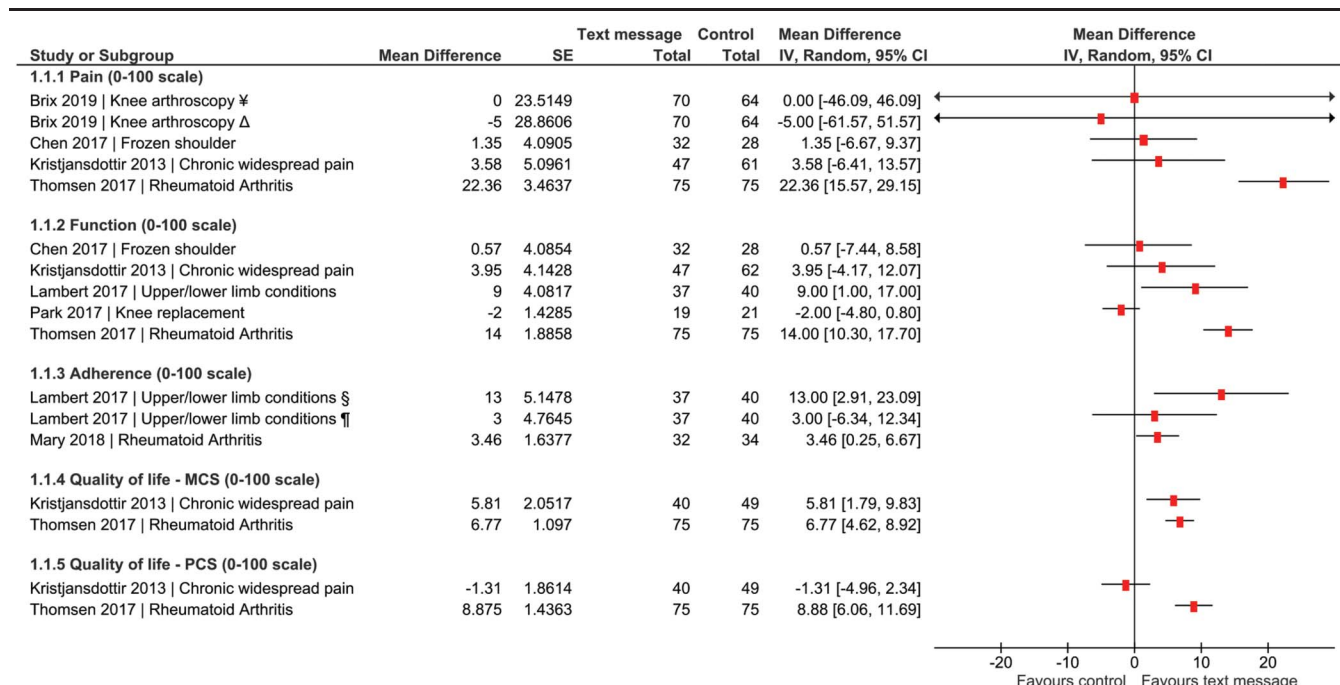 Text message Control Mean Difference Mean Difference
Study or Subgroup Mean Difference SE Total Total IV, Random, 95% CI IV, Random, 95% CI
1.1.1 Pain (0-100 scale)
Brix 2019 | Knee arthroscopy ¥ 0 23.5149 70 64 0.00 [-46.09, 46.09]
Brix 2019 | Knee arthroscopy Δ -5 28.8606 70 64 -5.00 [-61.57, 51.57]
Chen 2017 | Frozen shoulder 1.35 4.0905 32 28 1.35 [-6.67, 9.37]
Kristjansdottir 2013 | Chronic widespread pain 3.58 5.0961 47 61 3.58 [-6.41, 13.57]
Thomsen 2017 | Rheumatoid Arthritis 22.36 3.4637 75 75 22.36 [15.57, 29.15]
1.1.2 Function (0-100 scale)
Chen 2017 | Frozen shoulder 0.57 4.0854 32 28 0.57 [-7.44, 8.58]
Kristjansdottir 2013 | Chronic widespread pain 3.95 4.1428 47 62 3.95 [-4.17, 12.07]
Lambert 2017 | Upper/lower limb conditions 9 4.0817 37 40 9.00 [1.00, 17.00]
Park 2017 | Knee replacement -2 1.4285 19 21 -2.00 [-4.80, 0.80]
Thomsen 2017 | Rheumatoid Arthritis 14 1.8858 75 75 14.00 [10.30, 17.70]
1.1.3 Adherence (0-100 scale)
Lambert 2017 | Upper/lower limb conditions § 13 5.1478 37 40 13.00 [2.91, 23.09]
Lambert 2017 | Upper/lower limb conditions ¶ 3 4.7645 37 40 3.00 [-6.34, 12.34]
Mary 2018 | Rheumatoid Arthritis 3.46 1.6377 32 34 3.46 [0.25, 6.67]
1.1.4 Quality of life - MCS (0-100 scale)
Kristjansdottir 2013 | Chronic widespread pain 5.81 2.0517 40 49 5.81 [1.79, 9.83]
Thomsen 2017 | Rheumatoid Arthritis 6.77 1.097 75 75 6.77 [4.62, 8.92]
1.1.5 Quality of life - PCS (0-100 scale)
Kristjansdottir 2013 | Chronic widespread pain -1.31 1.8614 40 49 -1.31 [-4.96, 2.34]
Thomsen 2017 | Rheumatoid Arthritis 8.875 1.4363 75 75 8.88 [6.06, 11.69]
-20 -10 0 10 20
Favours control Favours text message